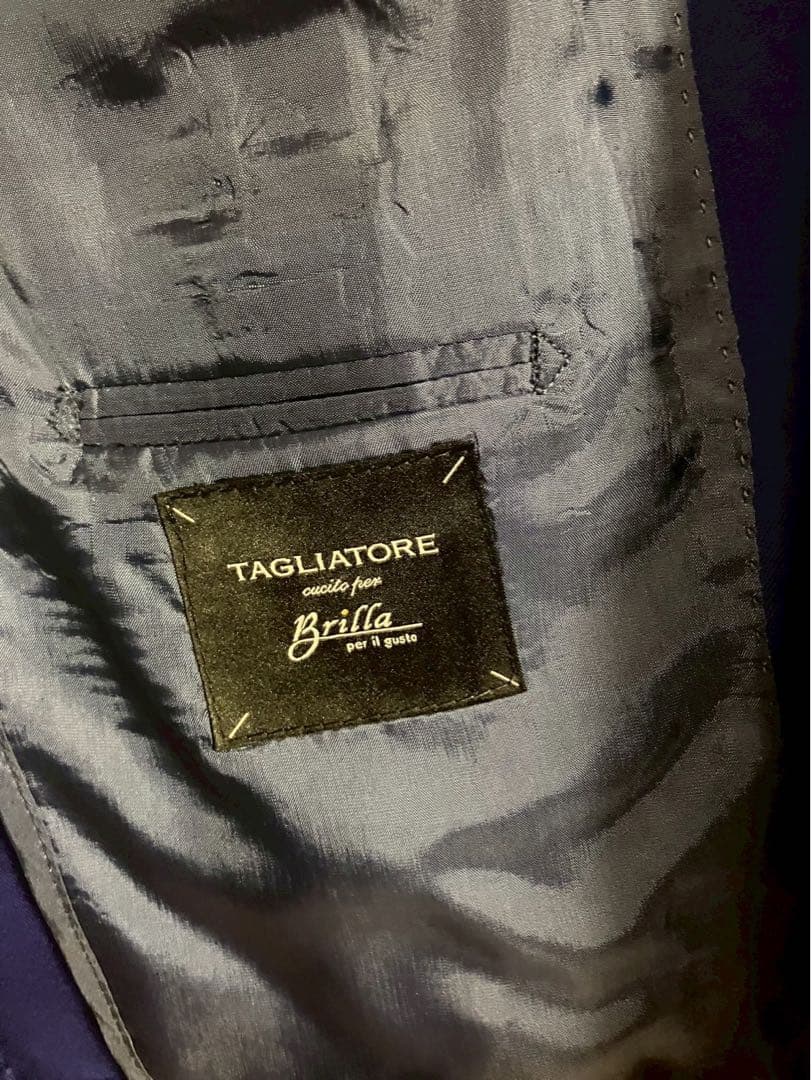 TAGLIATORE
cucito per
Brilla
per il gusto